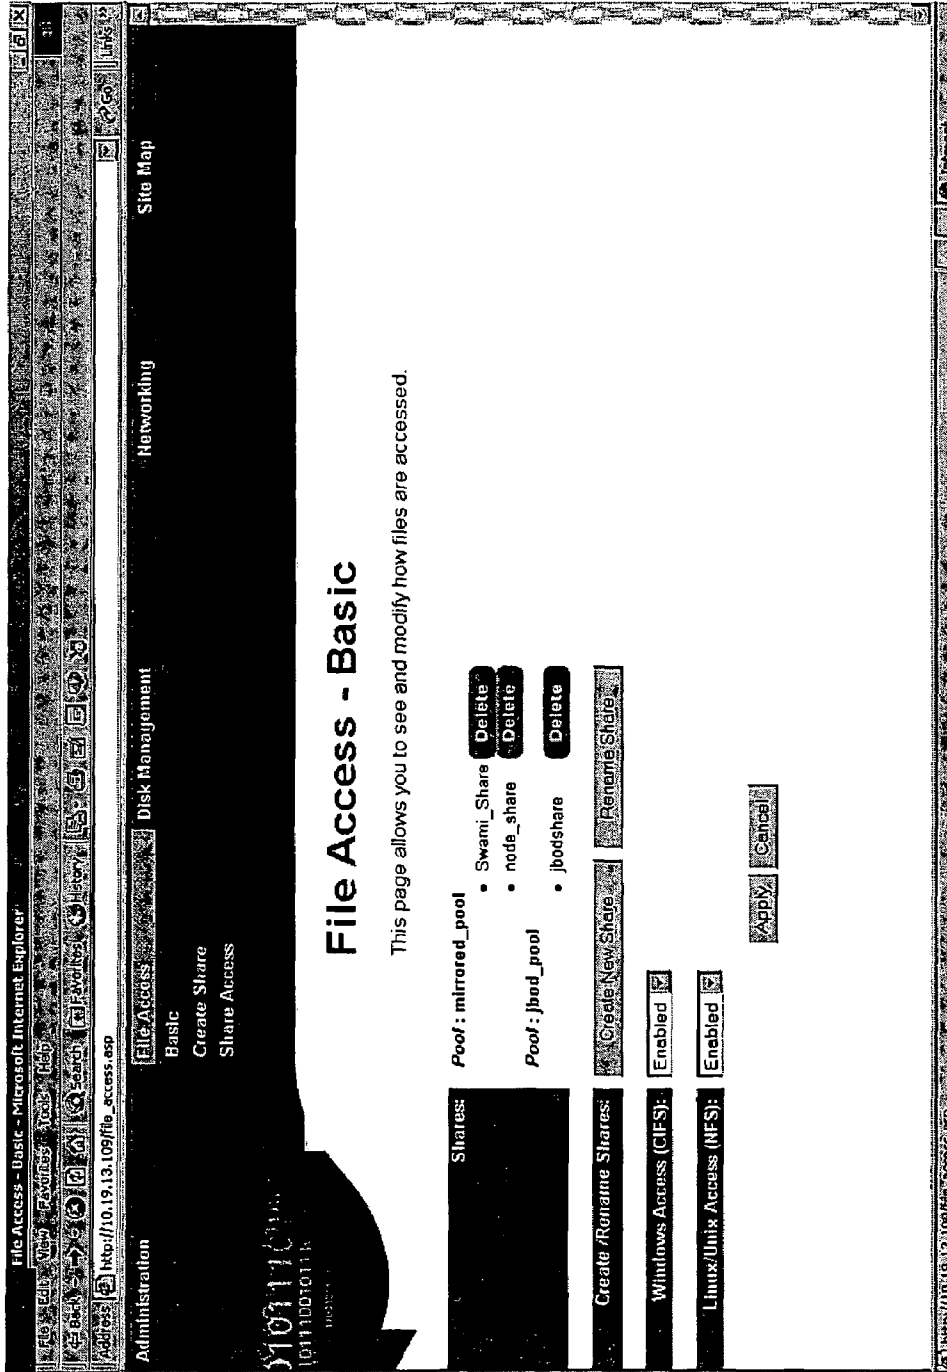 File Access - Basic - Microsoft Internet Explorer
File Edit View Favorites Tools Help
Back Search Favorites History
Address http://10.19.13.109/file_access.asp Go Links
Administration File Access Disk Management Networking Site Map
Basic
Create Share
Share Access
File Access - Basic
This page allows you to see and modify how files are accessed.
Shares:
Pool : mirrored_pool
• Swami_Share Delete
• node_share Delete
Pool : jbod_pool
• jbodshare Delete
Create /Rename Shares: Create New Share... Rename Share...
Windows Access (CIFS): Enabled
Linux/Unix Access (NFS): Enabled
Apply Cancel